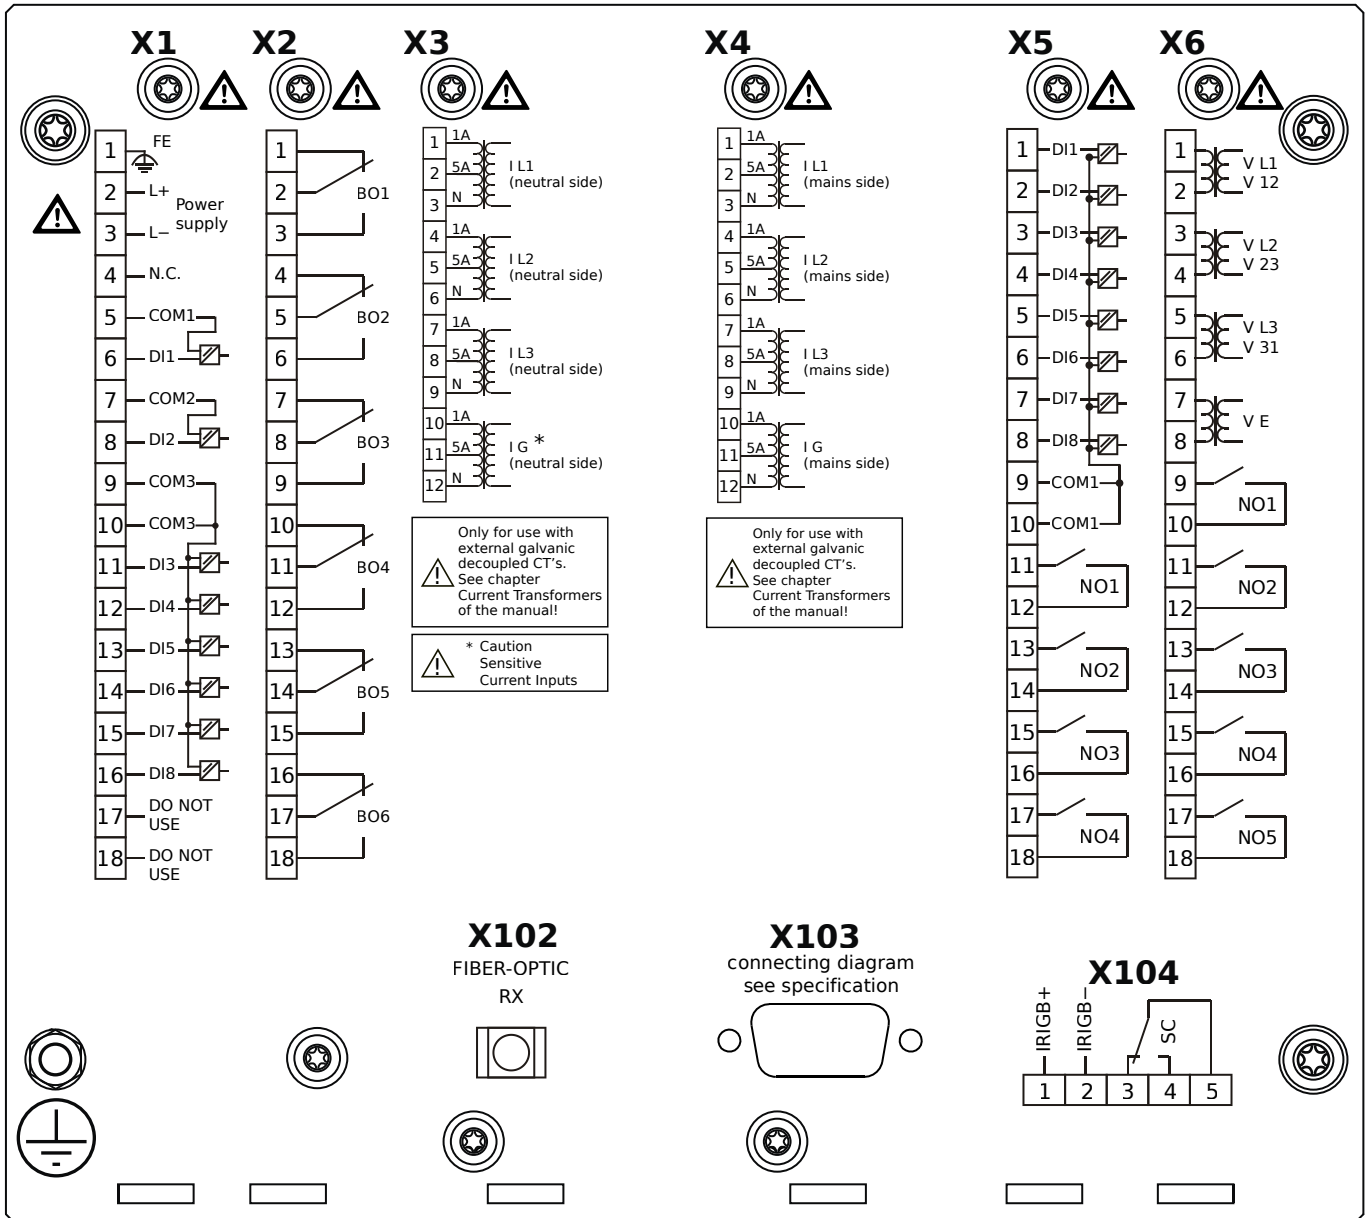 X1
1 FE
2 L+
Power
supply
3 L−
4 N.C.
5 COM1
6 DI1
7 COM2
8 DI2
9 COM3
10 COM3
11 DI3
12 DI4
13 DI5
14 DI6
15 DI7
16 DI8
17 DO NOT
USE
18 DO NOT
USE
X2
1
2 BO1
3
4
5 BO2
6
7
8 BO3
9
10
11 BO4
12
13
14 BO5
15
16
17 BO6
18
X3
1 1A
2 5A I L1
(neutral side)
3 N
4 1A
5 5A I L2
(neutral side)
6 N
7 1A
8 5A I L3
(neutral side)
9 N
10 1A
11 5A I G *
(neutral side)
12 N
Only for use with
external galvanic
decoupled CT's.
See chapter
Current Transformers
of the manual!
* Caution
Sensitive
Current Inputs
X4
1 1A
2 5A I L1
(mains side)
3 N
4 1A
5 5A I L2
(mains side)
6 N
7 1A
8 5A I L3
(mains side)
9 N
10 1A
11 5A I G
(mains side)
12 N
Only for use with
external galvanic
decoupled CT's.
See chapter
Current Transformers
of the manual!
X5
1 DI1
2 DI2
3 DI3
4 DI4
5 DI5
6 DI6
7 DI7
8 DI8
9 COM1
10 COM1
11
NO1
12
13
NO2
14
15
NO3
16
17
NO4
18
X6
1 V L1
2 V 12
3 V L2
4 V 23
5 V L3
6 V 31
7
V E
8
9
NO1
10
11
NO2
12
13
NO3
14
15
NO4
16
17
NO5
18
X102
FIBER-OPTIC
RX
X103
connecting diagram
see specification
X104
IRIGB+
IRIGB−
SC
1 2 3 4 5